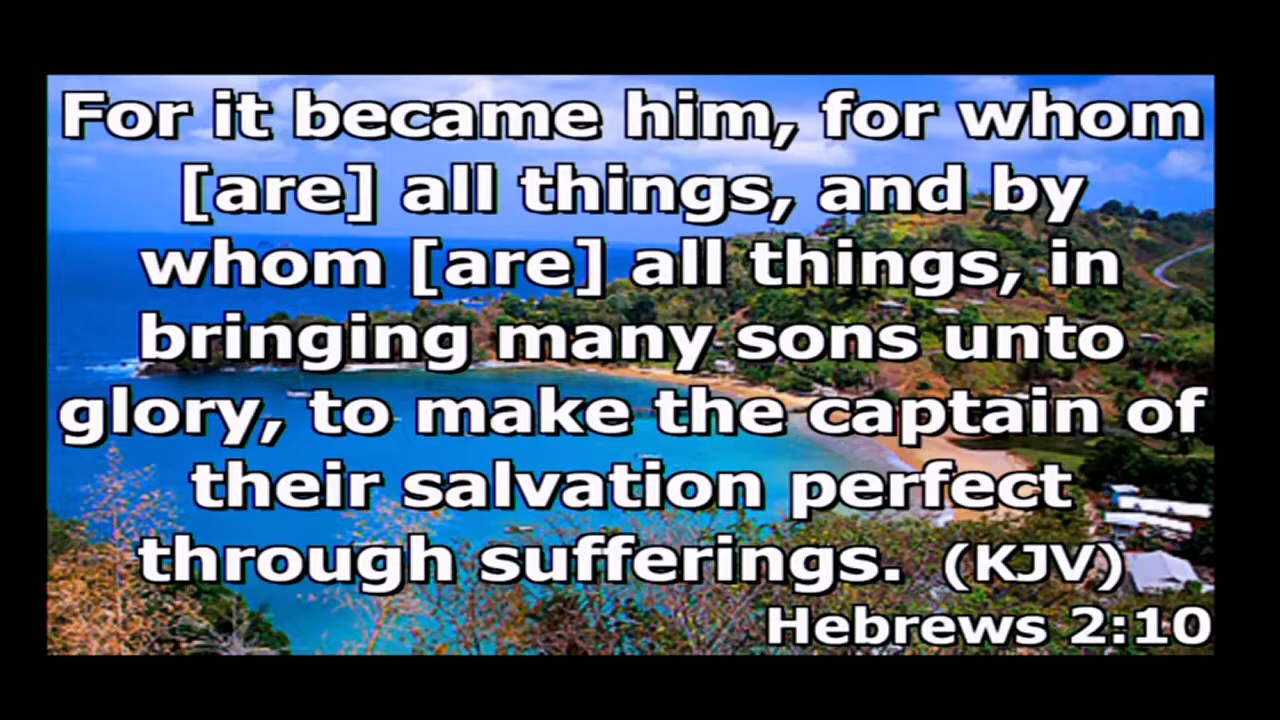 For it became him, for whom
[are] all things, and by
whom [are] all things, in
bringing many sons unto
glory, to make the captain of
their salvation perfect
through sufferings. (KJV)
Hebrews 2:10